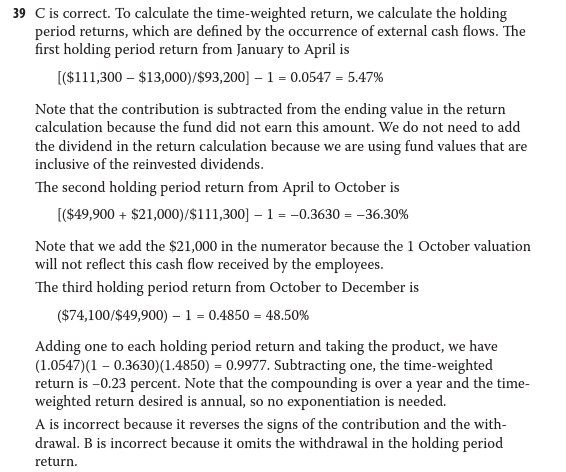 39 C is correct. To calculate the time-weighted return, we calculate the holding
period returns, which are defined by the occurrence of external cash flows. The
first holding period return from January to April is
[($111,300 – $13,000)/$93,200] – 1 = 0.0547 = 5.47%
Note that the contribution is subtracted from the ending value in the return
calculation because the fund did not earn this amount. We do not need to add
the dividend in the return calculation because we are using fund values that are
inclusive of the reinvested dividends.
The second holding period return from April to October is
[($49,900 + $21,000)/$111,300] – 1 = –0.3630 = –36.30%
Note that we add the $21,000 in the numerator because the 1 October valuation
will not reflect this cash flow received by the employees.
The third holding period return from October to December is
($74,100/$49,900) – 1 = 0.4850 = 48.50%
Adding one to each holding period return and taking the product, we have
(1.0547)(1 – 0.3630)(1.4850) = 0.9977. Subtracting one, the time-weighted
return is –0.23 percent. Note that the compounding is over a year and the time-
weighted return desired is annual, so no exponentiation is needed.
A is incorrect because it reverses the signs of the contribution and the with-
drawal. B is incorrect because it omits the withdrawal in the holding period
return.